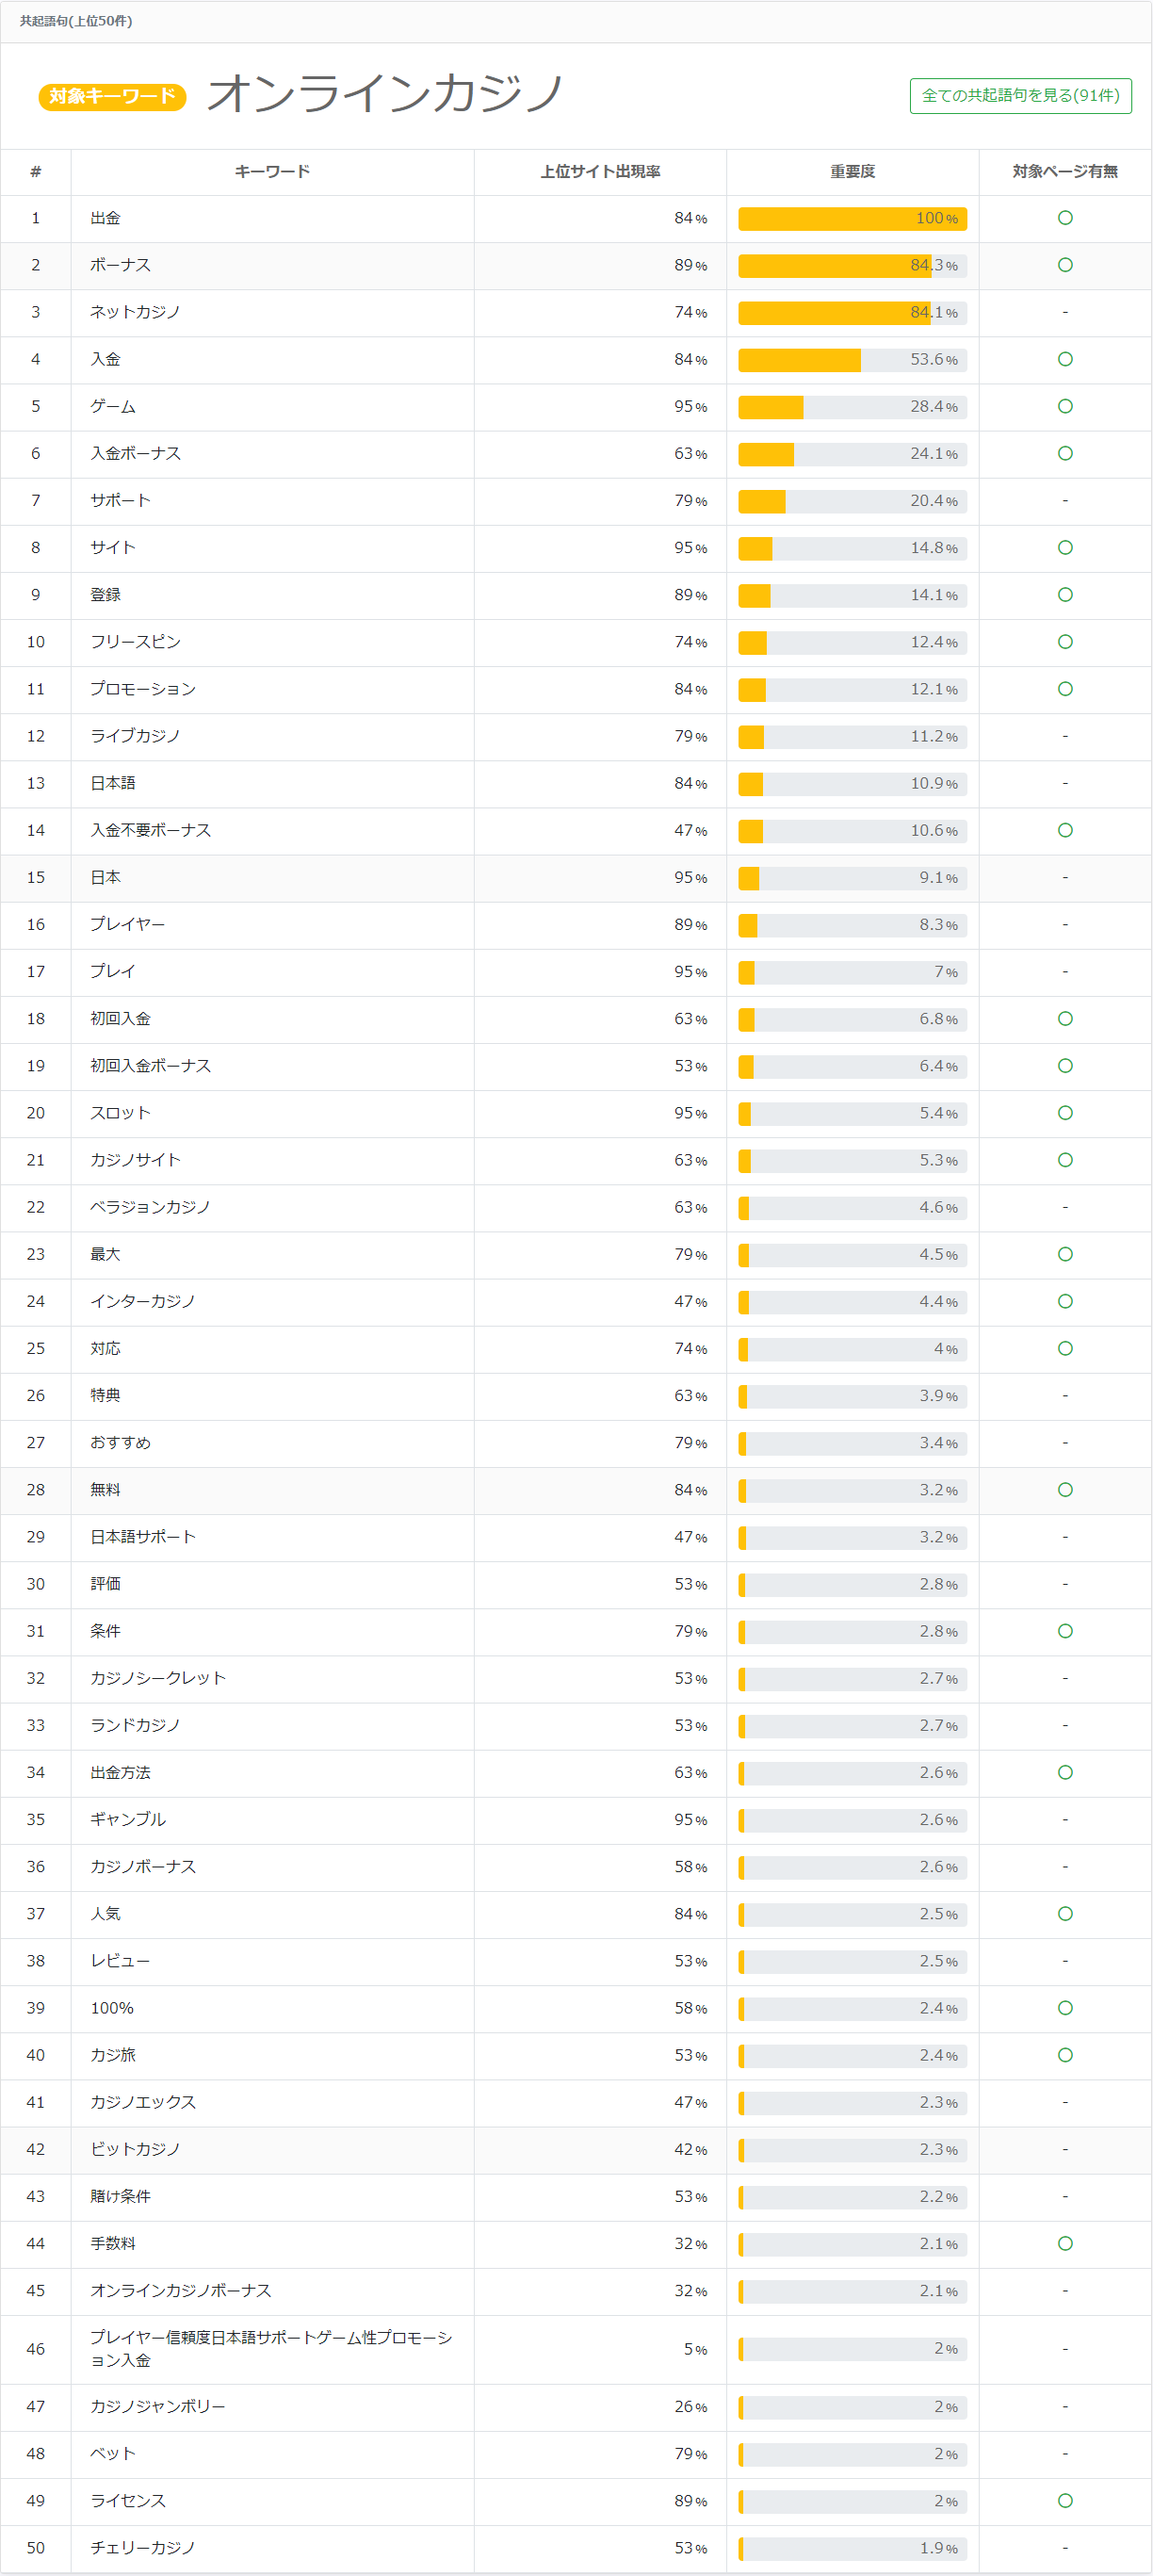 共起語句(上位50件)
対象キーワード オンラインカジノ 全ての共起語句を見る(91件)
# キーワード 上位サイト出現率 重要度 対象ページ有無
1 出金 84% 100% ○
2 ボーナス 89% 84.3% ○
3 ネットカジノ 74% 84.1% -
4 入金 84% 53.6% ○
5 ゲーム 95% 28.4% ○
6 入金ボーナス 63% 24.1% ○
7 サポート 79% 20.4% -
8 サイト 95% 14.8% ○
9 登録 89% 14.1% ○
10 フリースピン 74% 12.4% ○
11 プロモーション 84% 12.1% ○
12 ライブカジノ 79% 11.2% -
13 日本語 84% 10.9% -
14 入金不要ボーナス 47% 10.6% ○
15 日本 95% 9.1% -
16 プレイヤー 89% 8.3% -
17 プレイ 95% 7% -
18 初回入金 63% 6.8% ○
19 初回入金ボーナス 53% 6.4% ○
20 スロット 95% 5.4% ○
21 カジノサイト 63% 5.3% ○
22 ベラジョンカジノ 63% 4.6% -
23 最大 79% 4.5% ○
24 インターカジノ 47% 4.4% ○
25 対応 74% 4% ○
26 特典 63% 3.9% -
27 おすすめ 79% 3.4% -
28 無料 84% 3.2% ○
29 日本語サポート 47% 3.2% -
30 評価 53% 2.8% -
31 条件 79% 2.8% ○
32 カジノシークレット 53% 2.7% -
33 ランドカジノ 53% 2.7% -
34 出金方法 63% 2.6% ○
35 ギャンブル 95% 2.6% -
36 カジノボーナス 58% 2.6% -
37 人気 84% 2.5% ○
38 レビュー 53% 2.5% -
39 100% 58% 2.4% ○
40 カジ旅 53% 2.4% ○
41 カジノエックス 47% 2.3% -
42 ビットカジノ 42% 2.3% -
43 賭け条件 53% 2.2% -
44 手数料 32% 2.1% ○
45 オンラインカジノボーナス 32% 2.1% -
46 プレイヤー信頼度日本語サポートゲーム性プロモーシ
ョン入金 5% 2% -
47 カジノジャンボリー 26% 2% -
48 ベット 79% 2% -
49 ライセンス 89% 2% ○
50 チェリーカジノ 53% 1.9% -